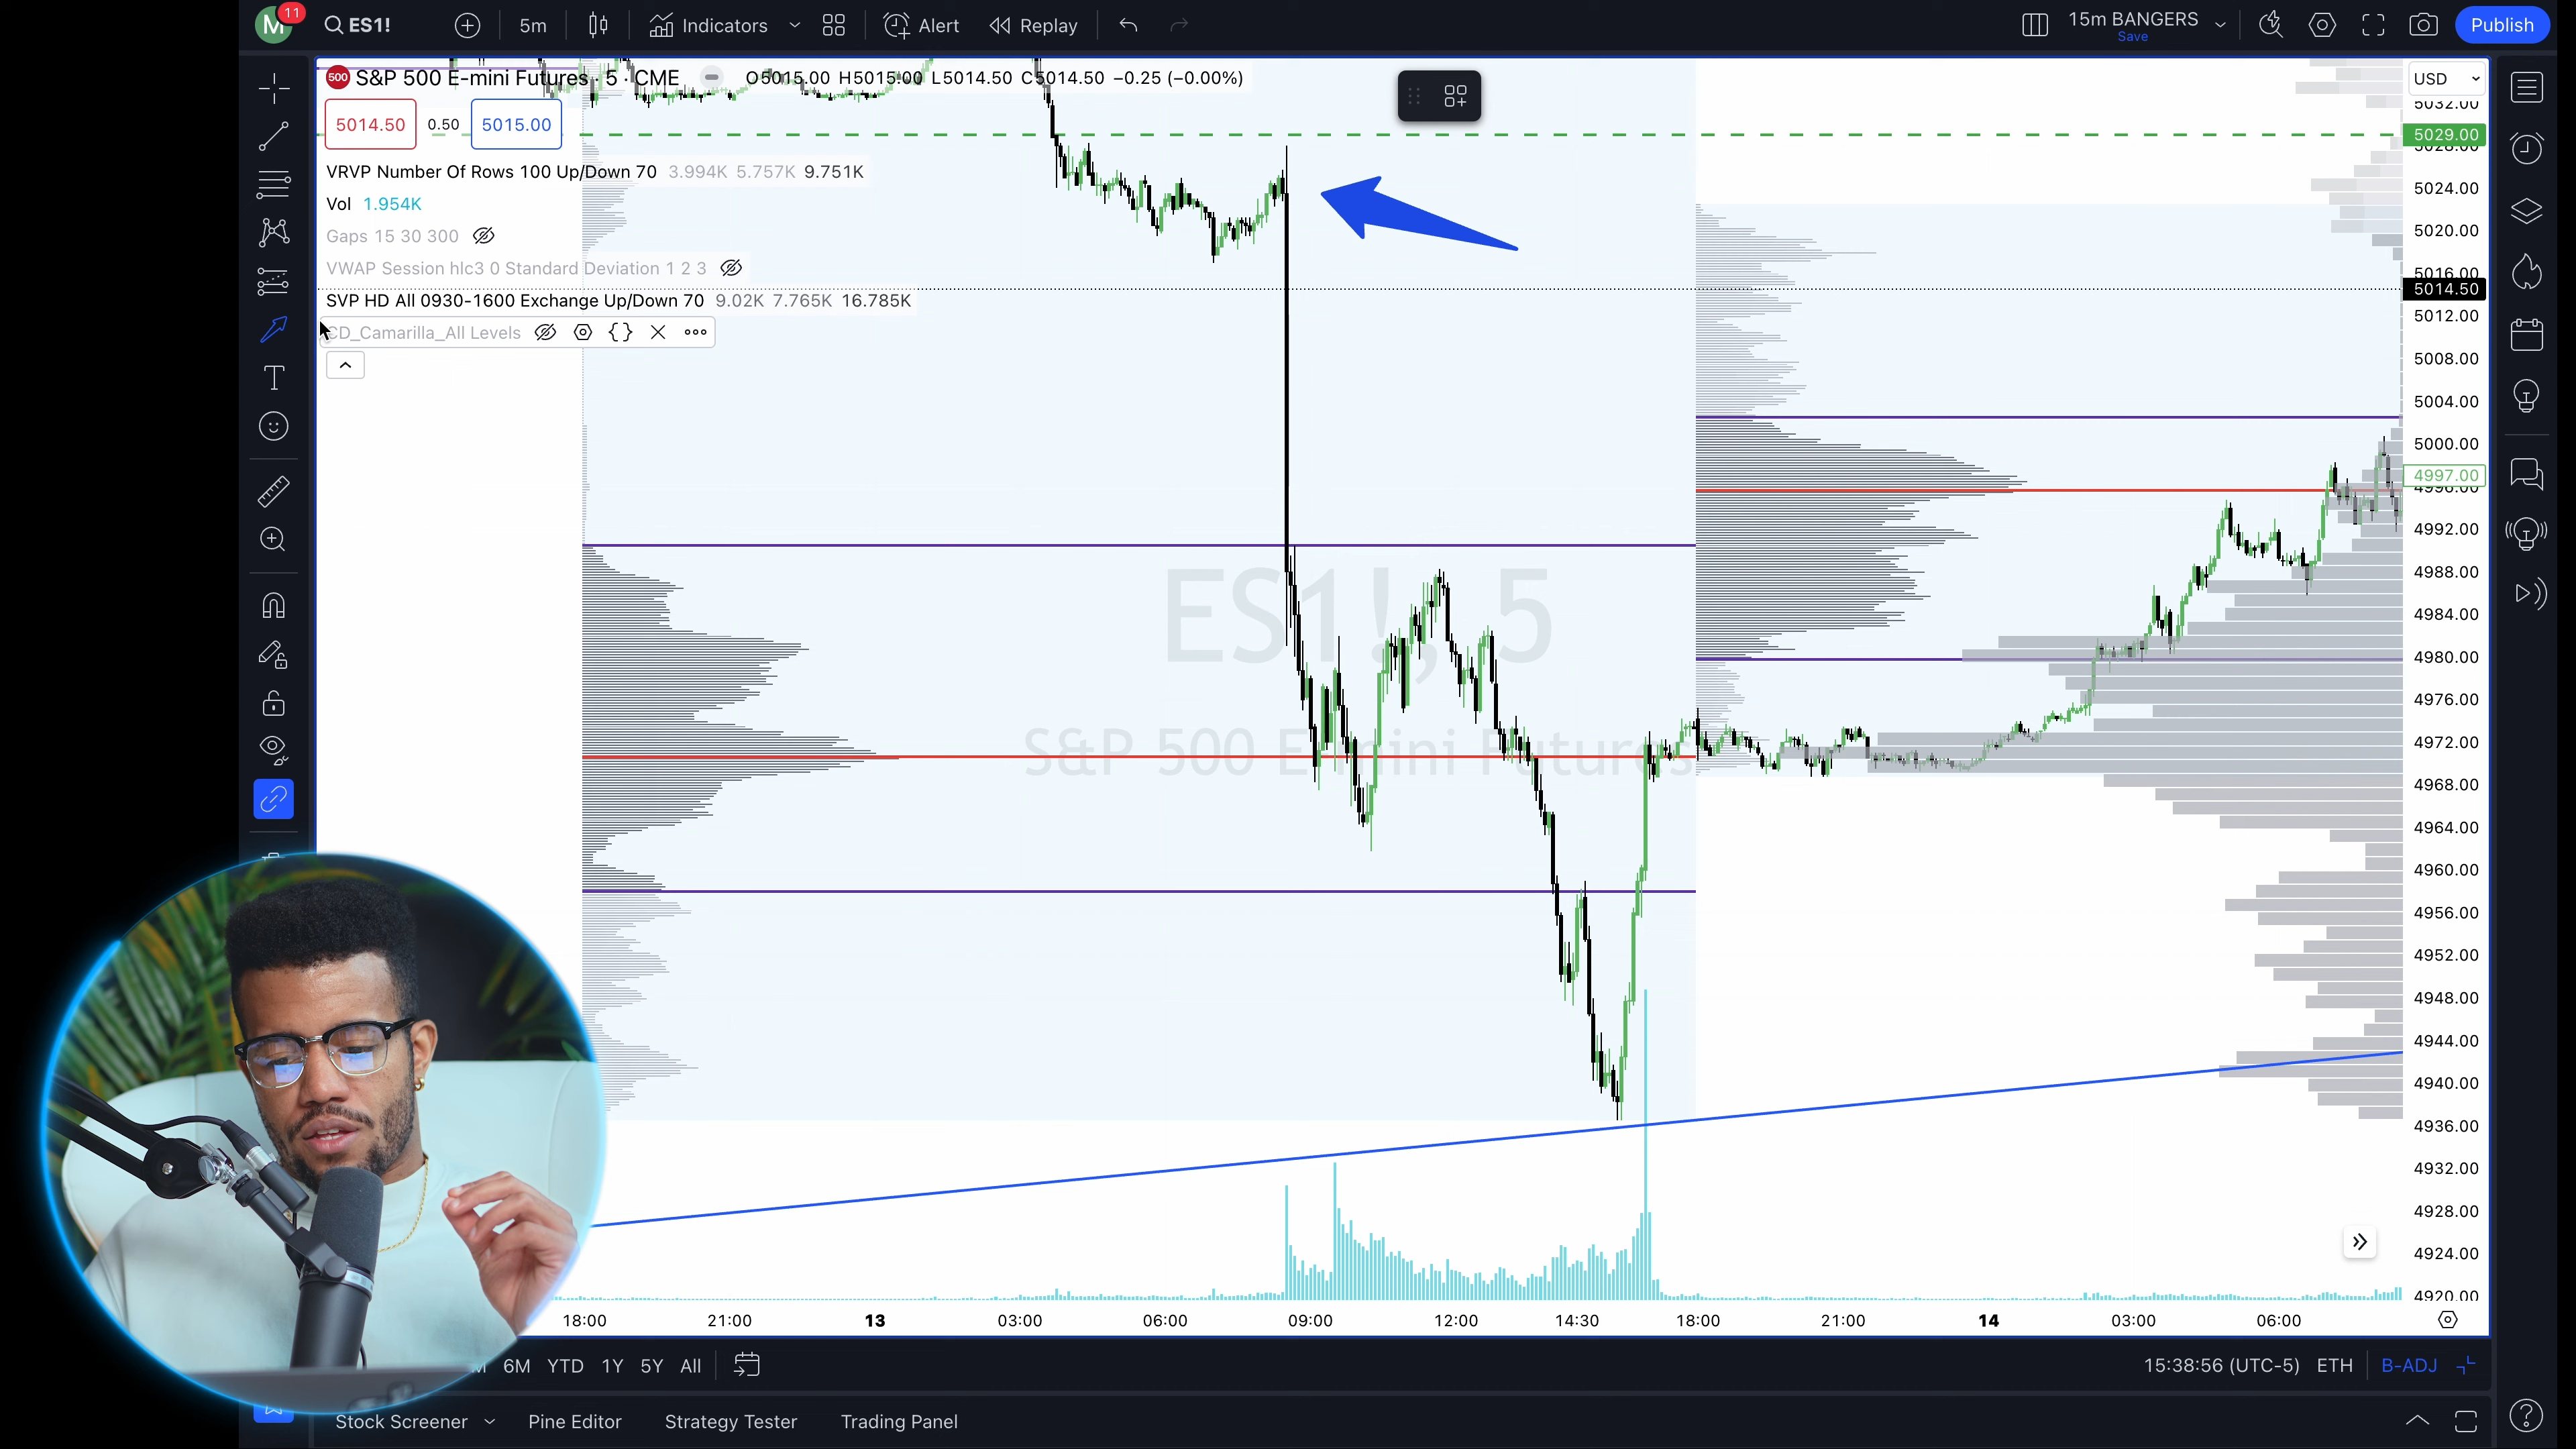 M 11 ES1! 5m Indicators Alert Replay 15m BANGERS Save Publish
500 S&P 500 E-mini Futures · 5 · CME O5015.00 H5015.00 L5014.50 C5014.50 −0.25 (−0.00%) USD
5014.50 0.50 5015.00
VRVP Number Of Rows 100 Up/Down 70 3.994K 5.757K 9.751K
Vol 1.954K
Gaps 15 30 300
VWAP Session hlc3 0 Standard Deviation 1 2 3
SVP HD All 0930-1600 Exchange Up/Down 70 9.02K 7.765K 16.785K
CD_Camarilla_All Levels
ES1!, 5
S&P 500 E-mini Futures
5032.00
5029.00
5028.00
5024.00
5020.00
5016.00
5014.50
5012.00
5008.00
5004.00
5000.00
4997.00
4996.00
4992.00
4988.00
4984.00
4980.00
4976.00
4972.00
4968.00
4964.00
4960.00
4956.00
4952.00
4948.00
4944.00
4940.00
4936.00
4932.00
4928.00
4924.00
4920.00
18:00 21:00 13 03:00 06:00 09:00 12:00 14:30 18:00 21:00 14 03:00 06:00
6M YTD 1Y 5Y All 15:38:56 (UTC-5) ETH B-ADJ
Stock Screener Pine Editor Strategy Tester Trading Panel